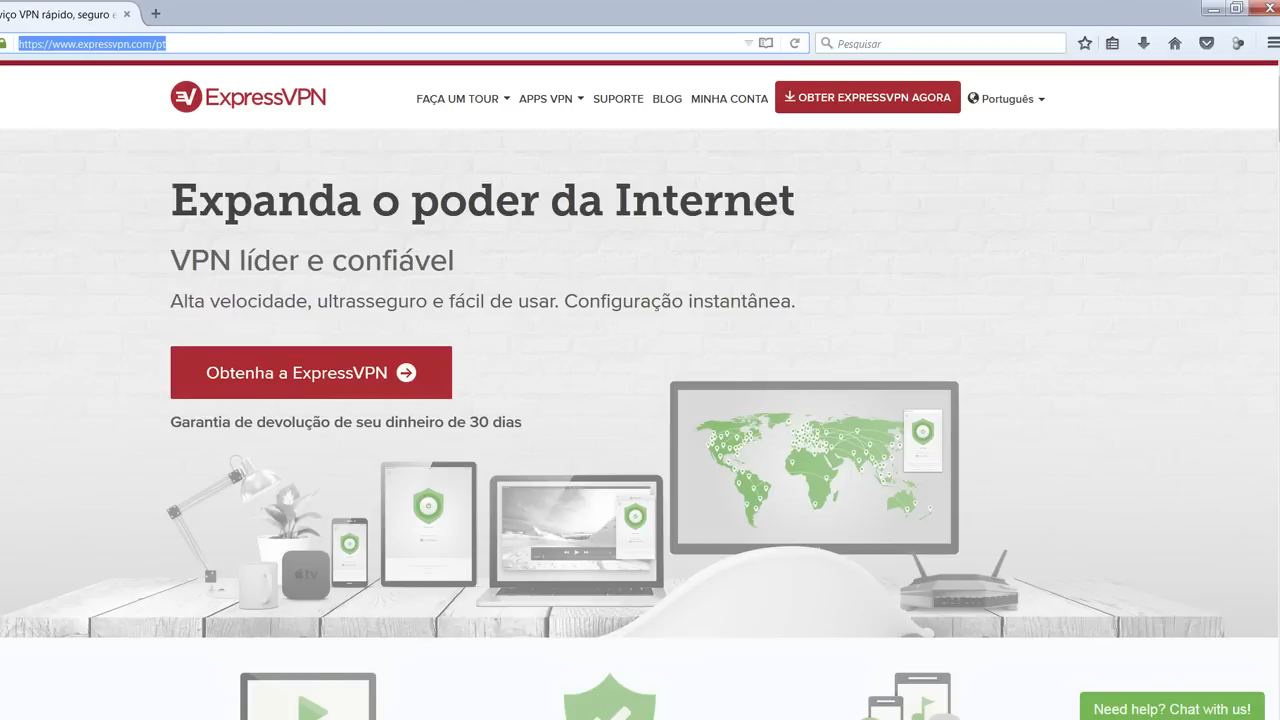 viço VPN rápido, seguro e
https://www.expressvpn.com/pt
Pesquisar
ExpressVPN
FAÇA UM TOUR
APPS VPN
SUPORTE
BLOG
MINHA CONTA
OBTER EXPRESSVPN AGORA
Português
Expanda o poder da Internet
VPN líder e confiável
Alta velocidade, ultrasseguro e fácil de usar. Configuração instantânea.
Obtenha a ExpressVPN
Garantia de devolução de seu dinheiro de 30 dias
tv
Need help? Chat with us!